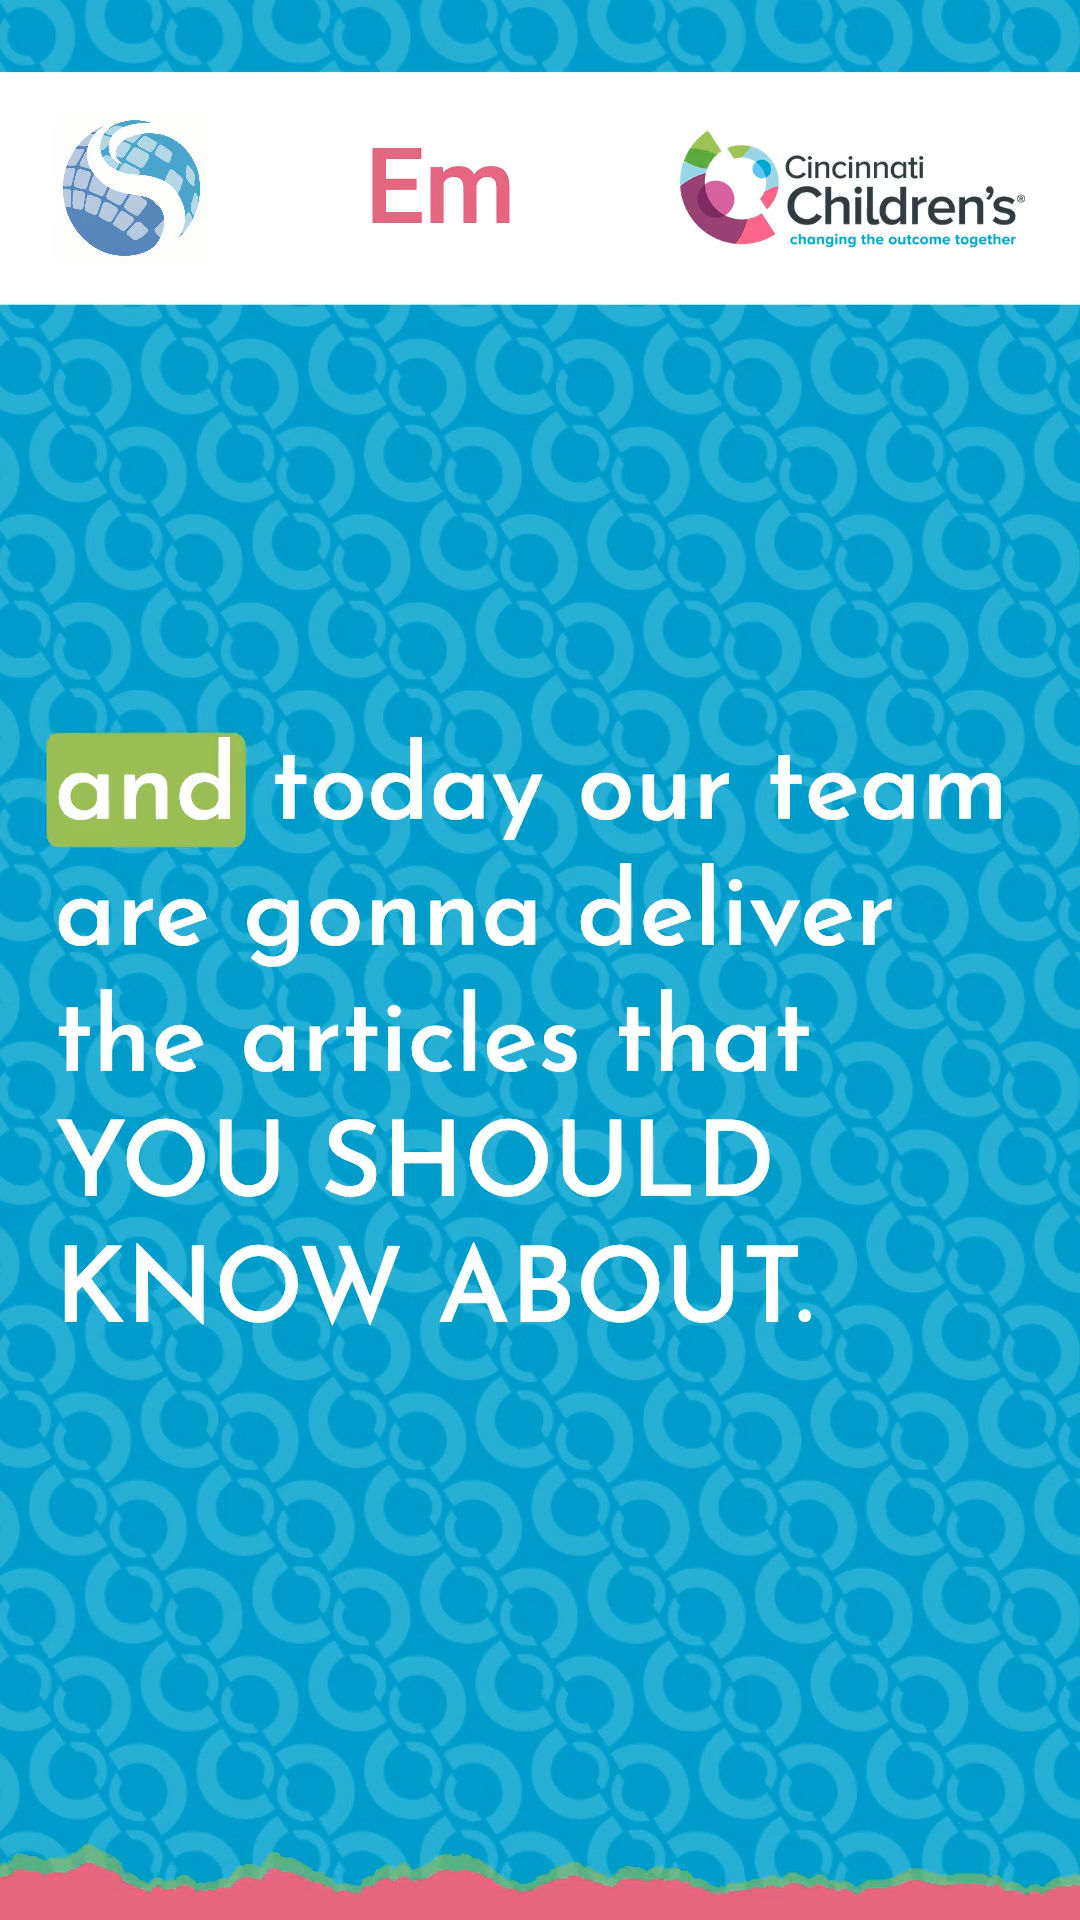 Em
Cincinnati
Children's®
changing the outcome together
and today our team
are gonna deliver
the articles that
YOU SHOULD
KNOW ABOUT.